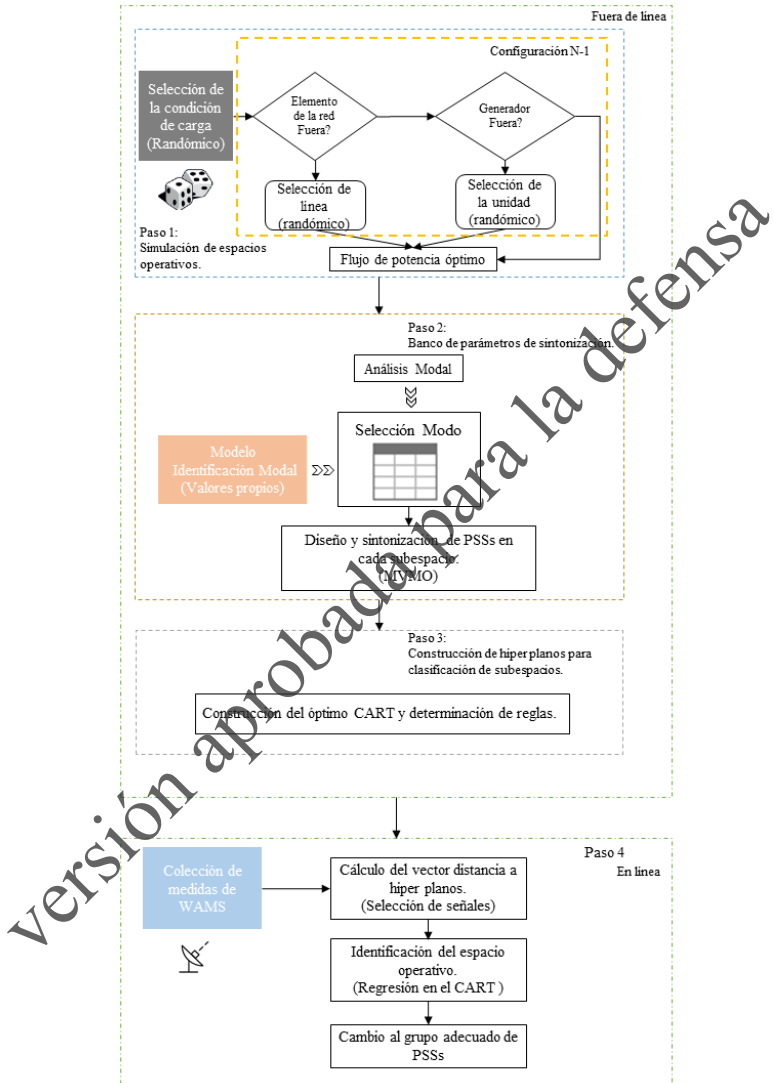 Fuera de línea
Configuración N-1
Selección de
la condición
de carga
(Randómico)
Elemento
de la red
Fuera?
Generador
Fuera?
Selección de
línea
(randómico)
Selección de
la unidad
(randómico)
Paso 1:
Simulación de espacios
operativos.
Flujo de potencia óptimo
Paso 2:
Banco de parámetros de sintonización.
Análisis Modal
Selección Modo
Modelo
Identificación Modal
(Valores propios)
Diseño y sintonización de PSSs en
cada subespacio.
(MVMO)
Paso 3:
Construcción de hiper planos para
clasificación de subespacios.
Construcción del óptimo CART y determinación de reglas.
Paso 4
En línea
Colección de
medidas de
WAMS
Cálculo del vector distancia a
hiper planos.
(Selección de señales)
Identificación del espacio
operativo.
(Regresión en el CART )
Cambio al grupo adecuado de
PSSs
versión aprobada para la defensa